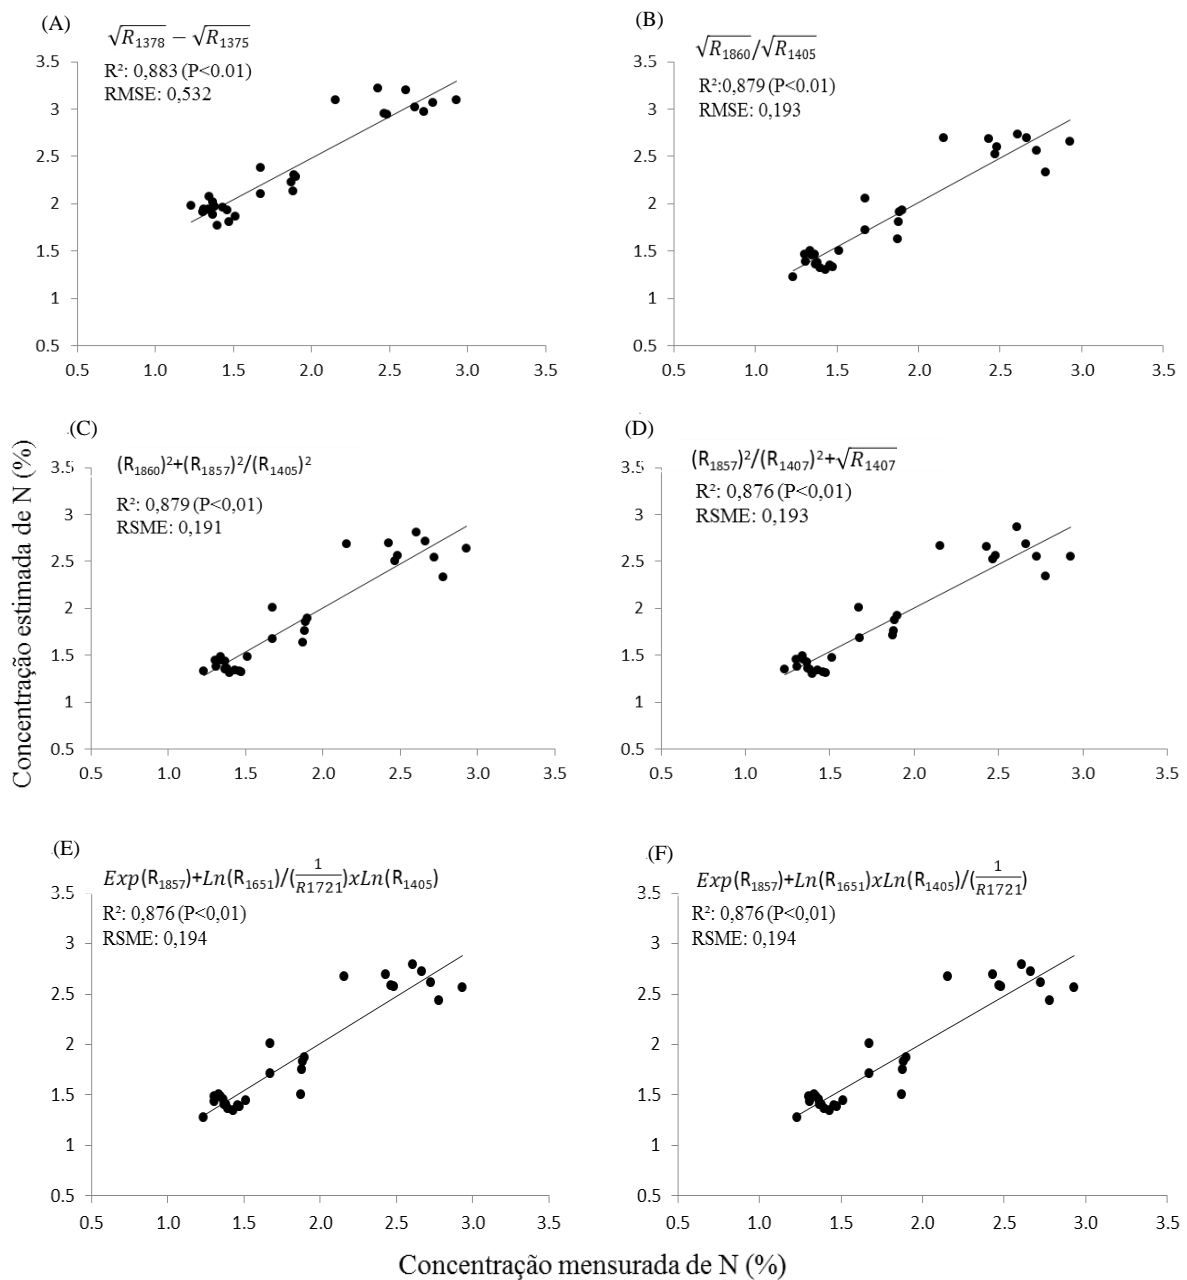 (A)
√R1378 − √R1375
R²: 0,883 (P<0.01)
RMSE: 0,532
3.5
3
2.5
2
1.5
1
0.5
0.5 1.0 1.5 2.0 2.5 3.0 3.5
(B)
√R1860/√R1405
R²:0,879 (P<0.01)
RMSE: 0,193
3.5
3
2.5
2
1.5
1
0.5
0.5 1.0 1.5 2.0 2.5 3.0 3.5
Concentração estimada de N (%)
(C)
(R1860)²+(R1857)²/(R1405)²
R²: 0,879 (P<0,01)
RSME: 0,191
3.5
3
2.5
2
1.5
1
0.5
0.5 1.0 1.5 2.0 2.5 3.0 3.5
(D)
(R1857)²/(R1407)²+√R1407
R²: 0,876 (P<0,01)
RSME: 0,193
3.5
3
2.5
2
1.5
1
0.5
0.5 1.0 1.5 2.0 2.5 3.0 3.5
(E)
Exp(R1857)+Ln(R1651)/(1/R1721)xLn(R1405)
R²: 0,876 (P<0,01)
RSME: 0,194
3.5
3
2.5
2
1.5
1
0.5
0.5 1.0 1.5 2.0 2.5 3.0 3.5
(F)
Exp(R1857)+Ln(R1651)xLn(R1405)/(1/R1721)
R²: 0,876 (P<0,01)
RSME: 0,194
3.5
3
2.5
2
1.5
1
0.5
0.5 1.0 1.5 2.0 2.5 3.0 3.5
Concentração mensurada de N (%)